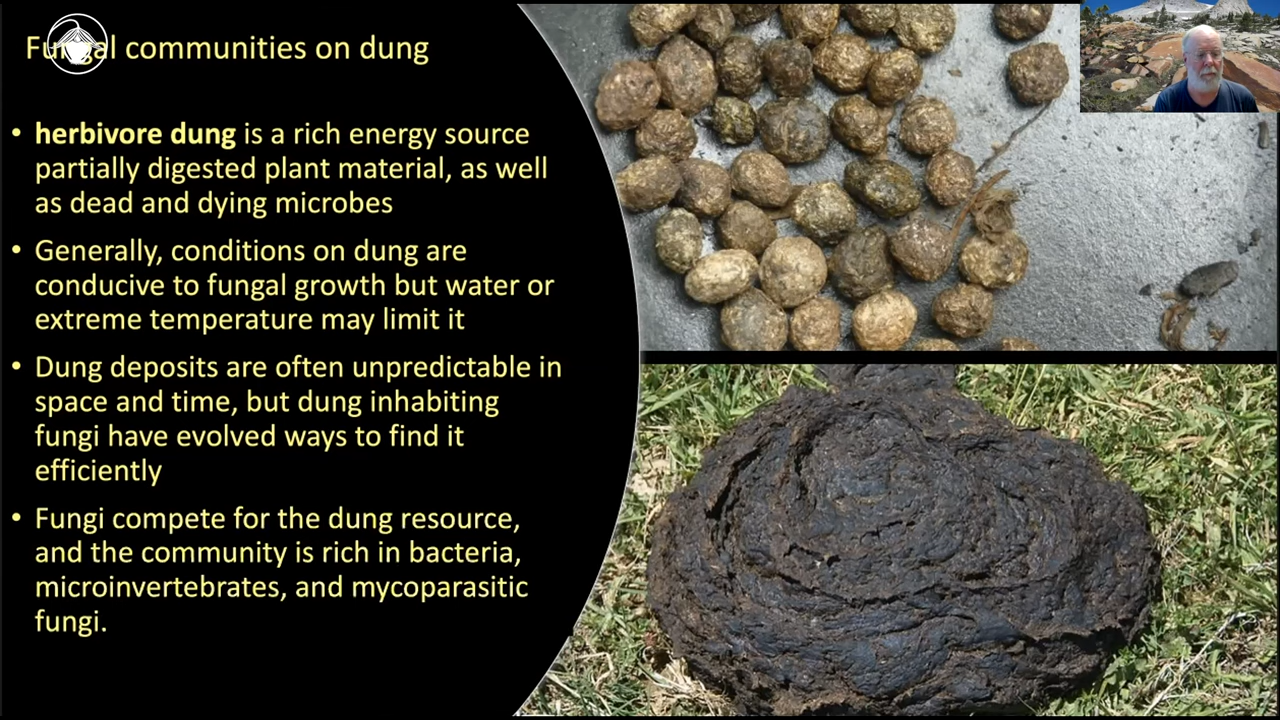 Fungal communities on dung
• herbivore dung is a rich energy source
partially digested plant material, as well
as dead and dying microbes
• Generally, conditions on dung are
conducive to fungal growth but water or
extreme temperature may limit it
• Dung deposits are often unpredictable in
space and time, but dung inhabiting
fungi have evolved ways to find it
efficiently
• Fungi compete for the dung resource,
and the community is rich in bacteria,
microinvertebrates, and mycoparasitic
fungi.